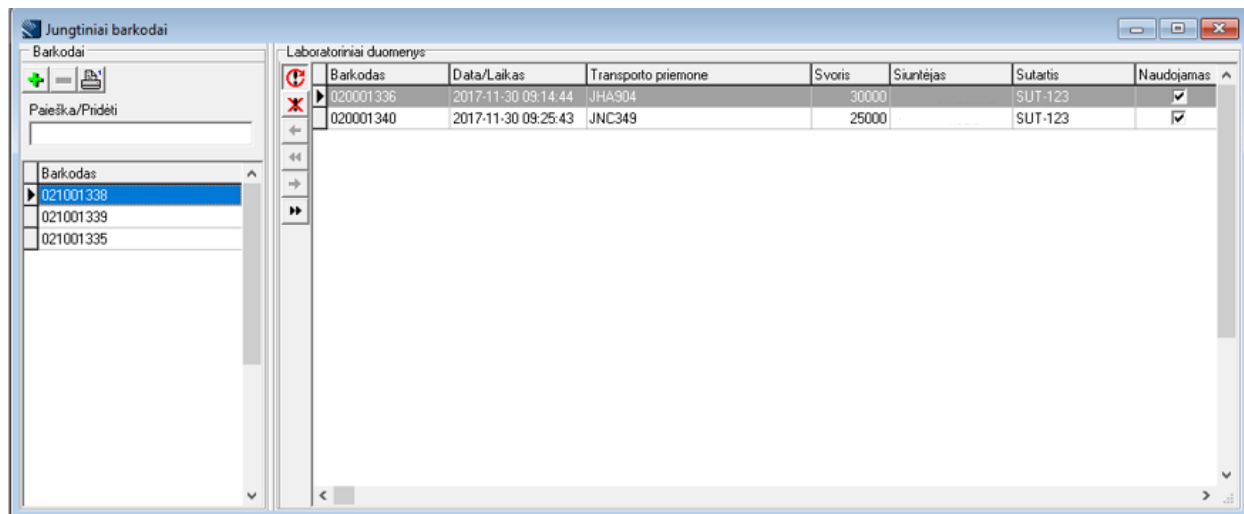 Jungtiniai barkodai
Barkodai
Paieška/Pridėti
Barkodas
021001338
021001339
021001335
Laboratoriniai duomenys
Barkodas Data/Laikas Transporto priemone Svoris Siuntėjas Sutartis Naudojamas
020001336 2017-11-30 09:14:44 JHA904 30000 SUT-123
020001340 2017-11-30 09:25:43 JNC349 25000 SUT-123